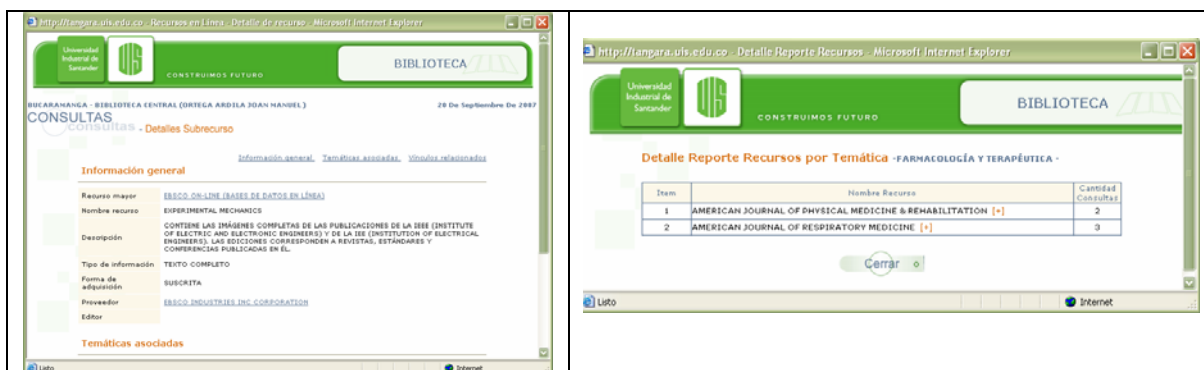 http://tangara.uis.edu.co - Recursos en Línea - Detalle de recurso - Microsoft Internet Explorer
Universidad
Industrial de
Santander
UIS
CONSTRUIMOS FUTURO
BIBLIOTECA
BUCARAMANGA - BIBLIOTECA CENTRAL (ORTEGA ARDILA JOAN MANUEL)
20 De Septiembre De 2007
CONSULTAS
consultas - Detalles Subrecurso
Información general Temáticas asociadas Vínculos relacionados
Información general
Recurso mayor EBSCO ON-LINE (BASES DE DATOS EN LÍNEA)
Nombre recurso EXPERIMENTAL MECHANICS
Descripción
CONTIENE LAS IMÁGENES COMPLETAS DE LAS PUBLICACIONES DE LA IEEE (INSTITUTE
OF ELECTRIC AND ELECTRONIC ENGINEERS) Y DE LA IEE (INSTITUTION OF ELECTRICAL
ENGINEERS). LAS EDICIONES CORRESPONDEN A REVISTAS, ESTÁNDARES Y
CONFERENCIAS PUBLICADAS EN ÉL.
Tipo de información TEXTO COMPLETO
Forma de
adquisición SUSCRITA
Proveedor EBSCO INDUSTRIES INC CORPORATION
Editor
Temáticas asociadas
Listo Internet
http://tangara.uis.edu.co - Detalle Reporte Recursos - Microsoft Internet Explorer
Universidad
Industrial de
Santander
UIS
CONSTRUIMOS FUTURO
BIBLIOTECA
Detalle Reporte Recursos por Temática -FARMACOLOGÍA Y TERAPÉUTICA -
Item Nombre Recurso Cantidad
Consultas
1 AMERICAN JOURNAL OF PHYSICAL MEDICINE & REHABILITATION [+] 2
2 AMERICAN JOURNAL OF RESPIRATORY MEDICINE [+] 3
Cerrar
Listo Internet